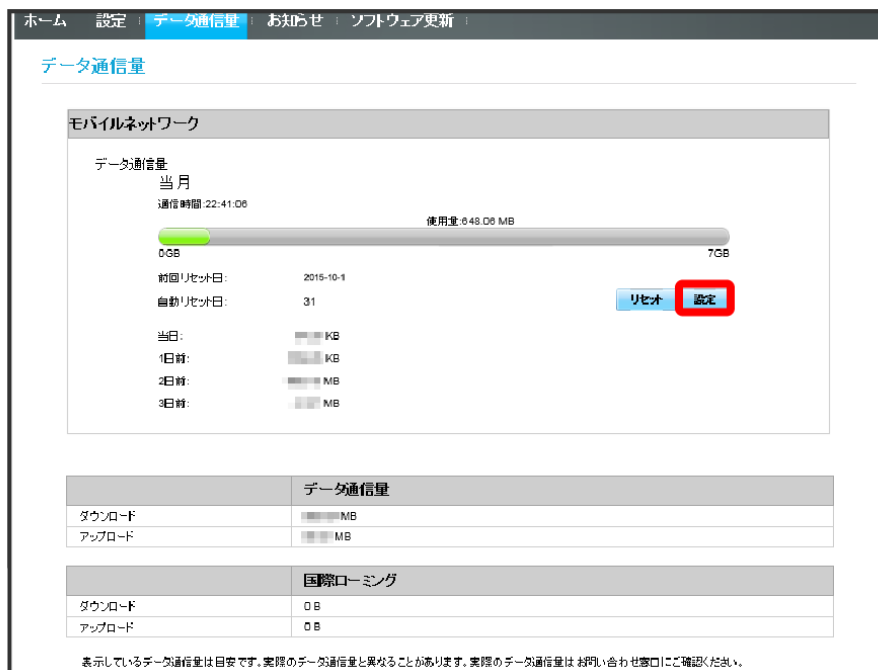 ホーム 設定 データ通信量 お知らせ ソフトウェア更新
データ通信量
モバイルネットワーク
データ通信量
当月
通信時間:22:41:06
使用量:648.06 MB
0GB 7GB
前回リセット日: 2015-10-1
自動リセット日: 31 リセット 設定
当日: KB
1日前: KB
2日前: MB
3日前: MB
データ通信量
ダウンロード MB
アップロード MB
国際ローミング
ダウンロード 0 B
アップロード 0 B
表示しているデータ通信量は目安です。実際のデータ通信量と異なることがあります。実際のデータ通信量は お問い合わせ窓口にご確認ください。